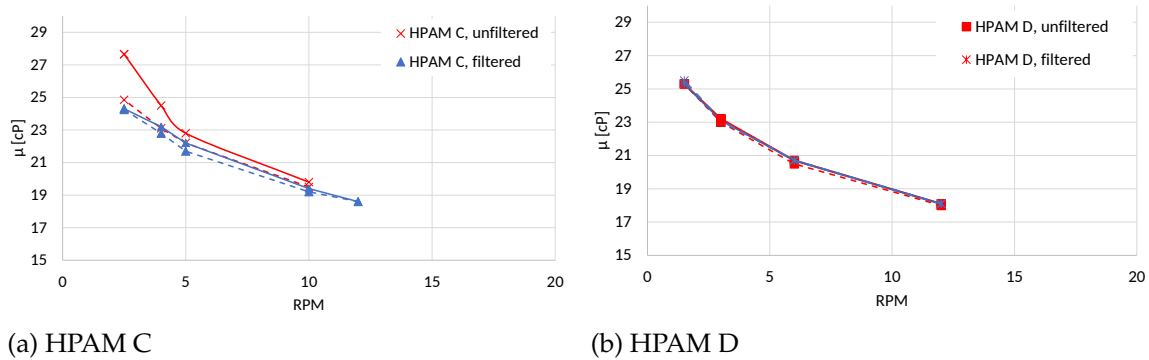 29
27
25
23
21
19
17
15
μ [cP]
0
5
10
15
20
RPM
HPAM C, unfiltered
HPAM C, filtered
(a) HPAM C
29
27
25
23
21
19
17
15
μ [cP]
0
5
10
15
20
RPM
HPAM D, unfiltered
HPAM D, filtered
(b) HPAM D